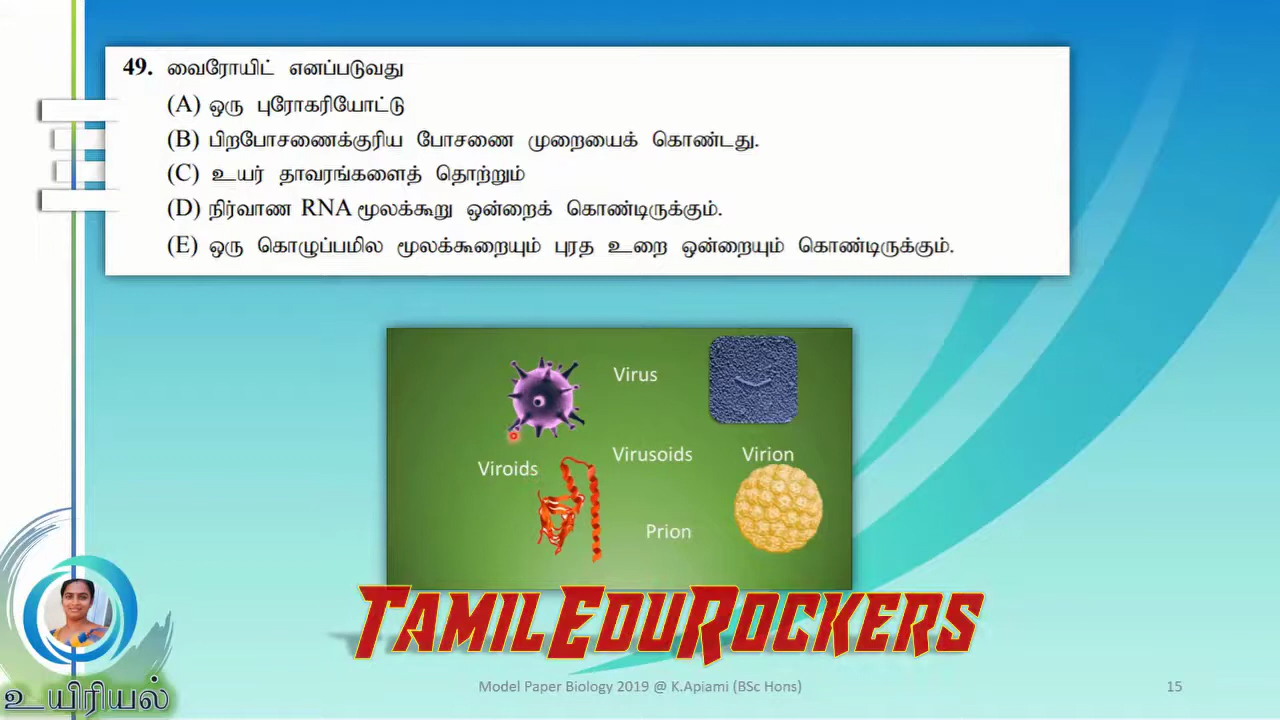 49. வைரோயிட் எனப்படுவது
(A) ஒரு புரோகரியோட்டு
(B) பிறபோசணைக்குரிய போசணை முறையைக் கொண்டது.
(C) உயர் தாவரங்களைத் தொற்றும்
(D) நிர்வாண RNA மூலக்கூறு ஒன்றைக் கொண்டிருக்கும்.
(E) ஒரு கொழுப்பமில மூலக்கூறையும் புரத உறை ஒன்றையும் கொண்டிருக்கும்.
Virus
Virusoids
Virion
Viroids
Prion
TAMILEDUROCKERS
உயிரியல்
Model Paper Biology 2019 @ K.Apiami (BSc Hons)
15